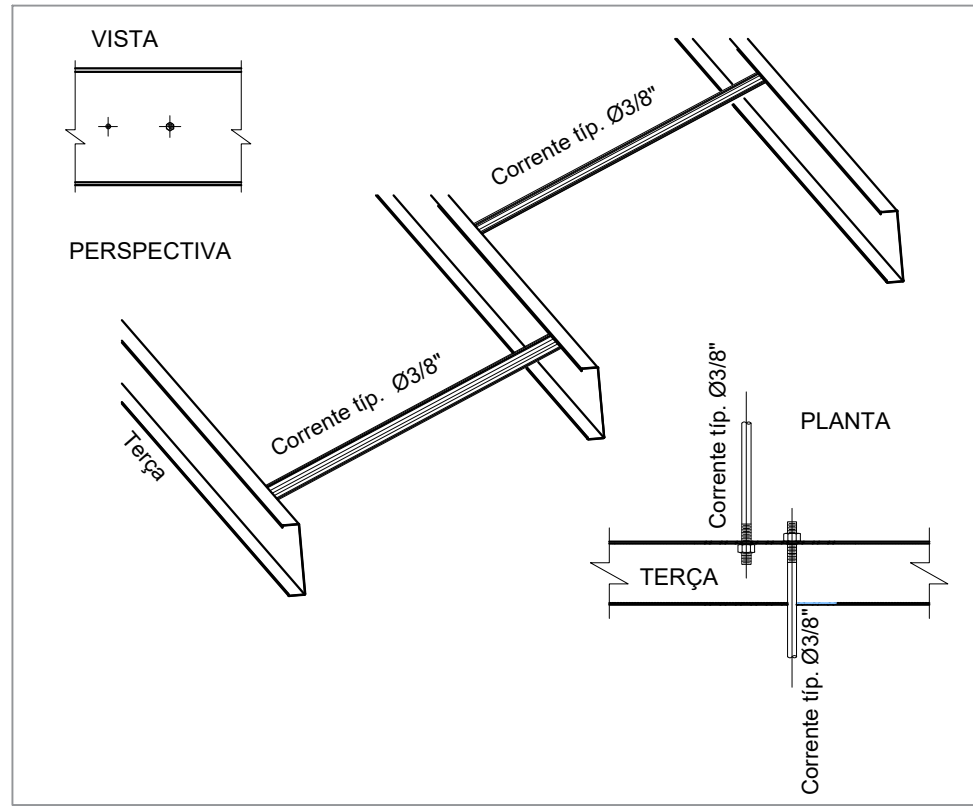 VISTA
Corrente típ. Ø3/8"
PERSPECTIVA
Corrente típ. Ø3/8"
Terça
Corrente típ. Ø3/8"
PLANTA
TERÇA
Corrente típ. Ø3/8"